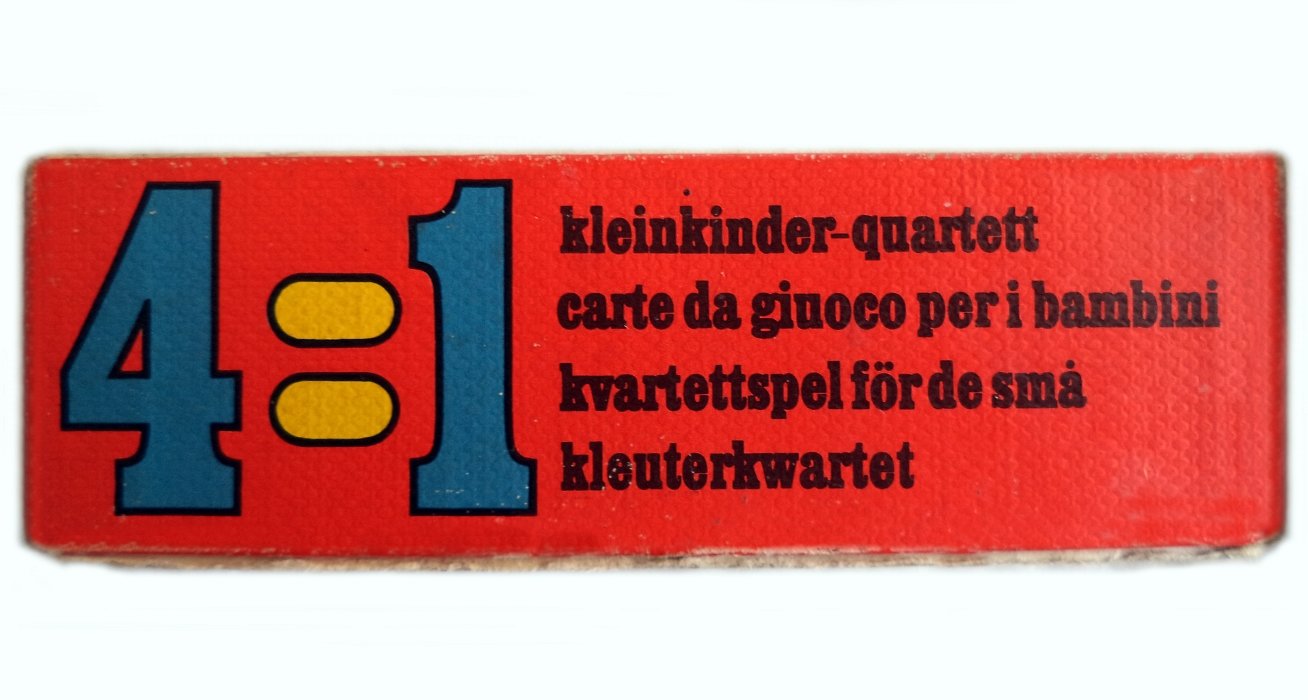 4=1
kleinkinder-quartett
carte da giuoco per i bambini
kvartettspel för de små
kleuterkwartet